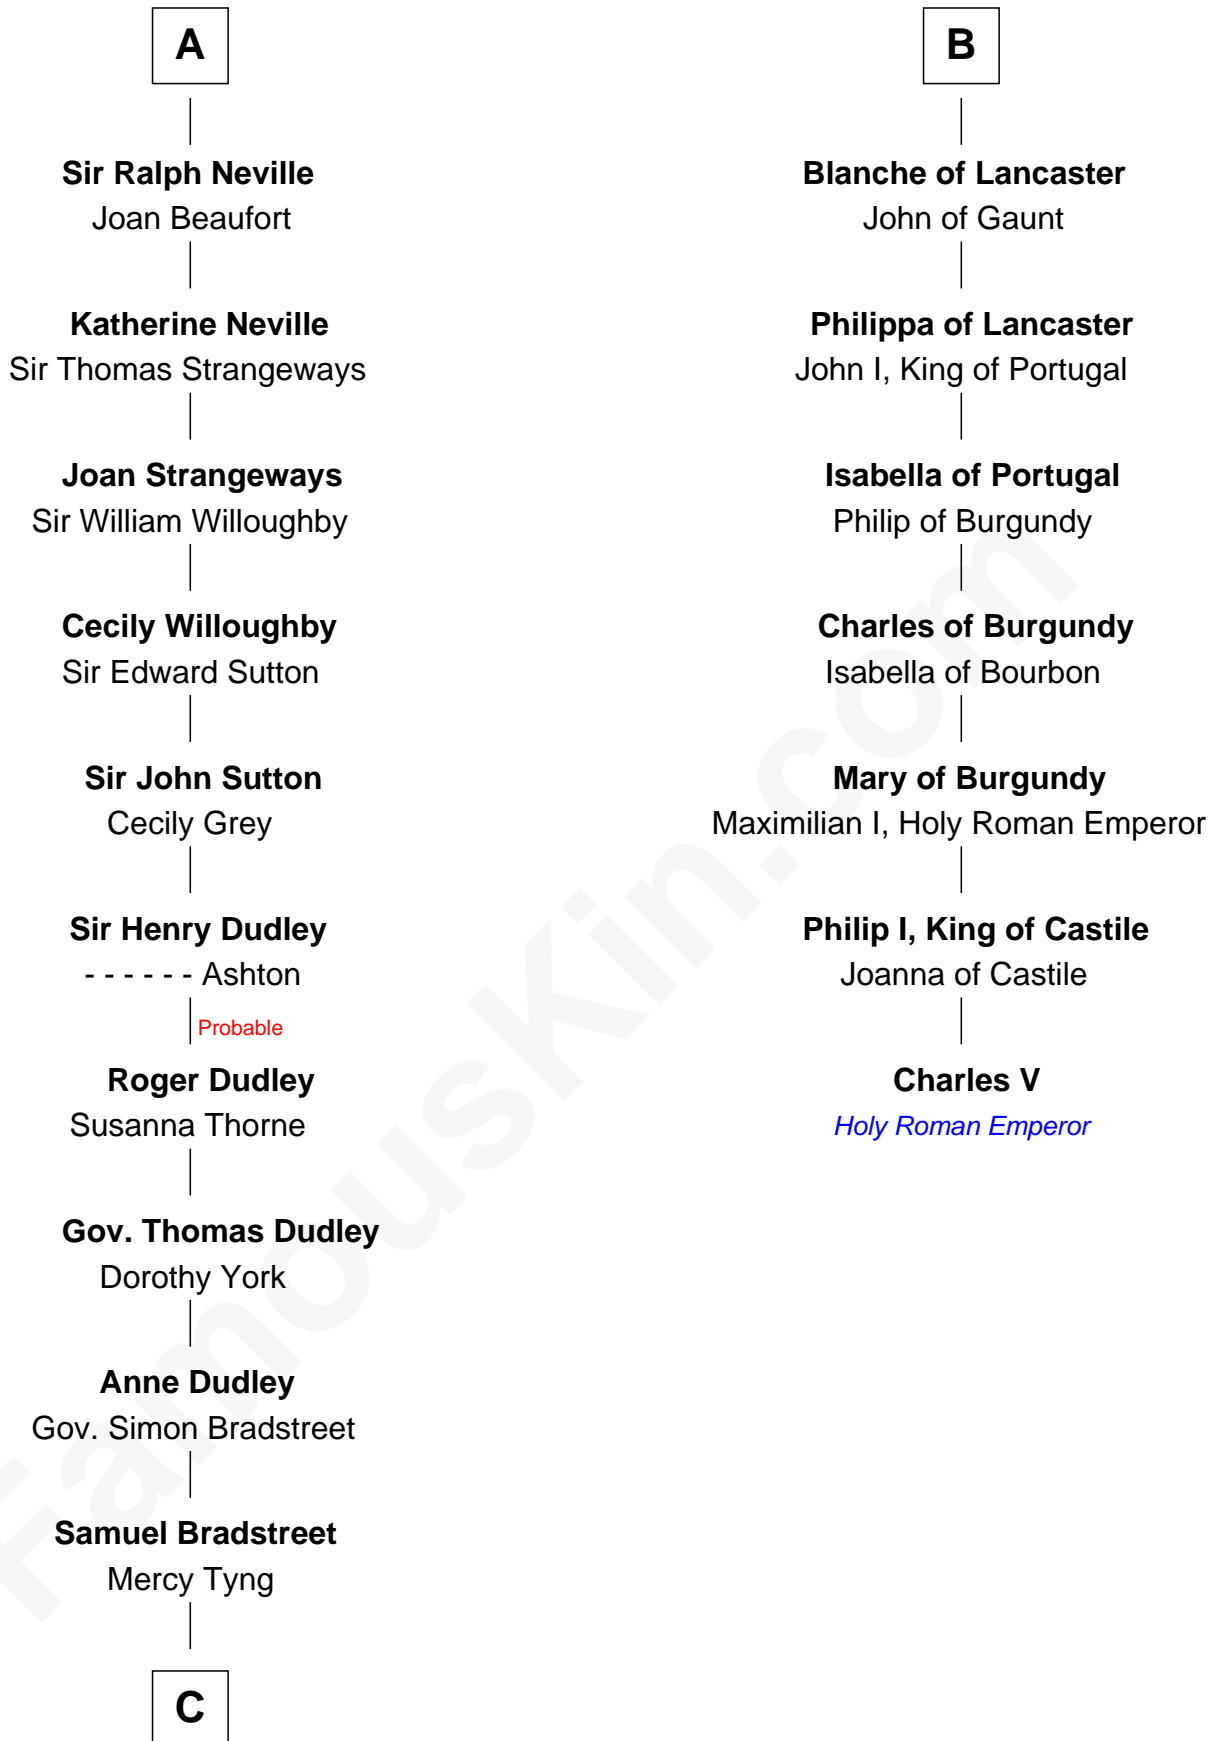 A
Sir Ralph Neville
Joan Beaufort
Katherine Neville
Sir Thomas Strangeways
Joan Strangeways
Sir William Willoughby
Cecily Willoughby
Sir Edward Sutton
Sir John Sutton
Cecily Grey
Sir Henry Dudley
- - - - - - Ashton
Probable
Roger Dudley
Susanna Thorne
Gov. Thomas Dudley
Dorothy York
Anne Dudley
Gov. Simon Bradstreet
Samuel Bradstreet
Mercy Tyng
C
B
Blanche of Lancaster
John of Gaunt
Philippa of Lancaster
John I, King of Portugal
Isabella of Portugal
Philip of Burgundy
Charles of Burgundy
Isabella of Bourbon
Mary of Burgundy
Maximilian I, Holy Roman Emperor
Philip I, King of Castile
Joanna of Castile
Charles V
Holy Roman Emperor
FamousKin.com